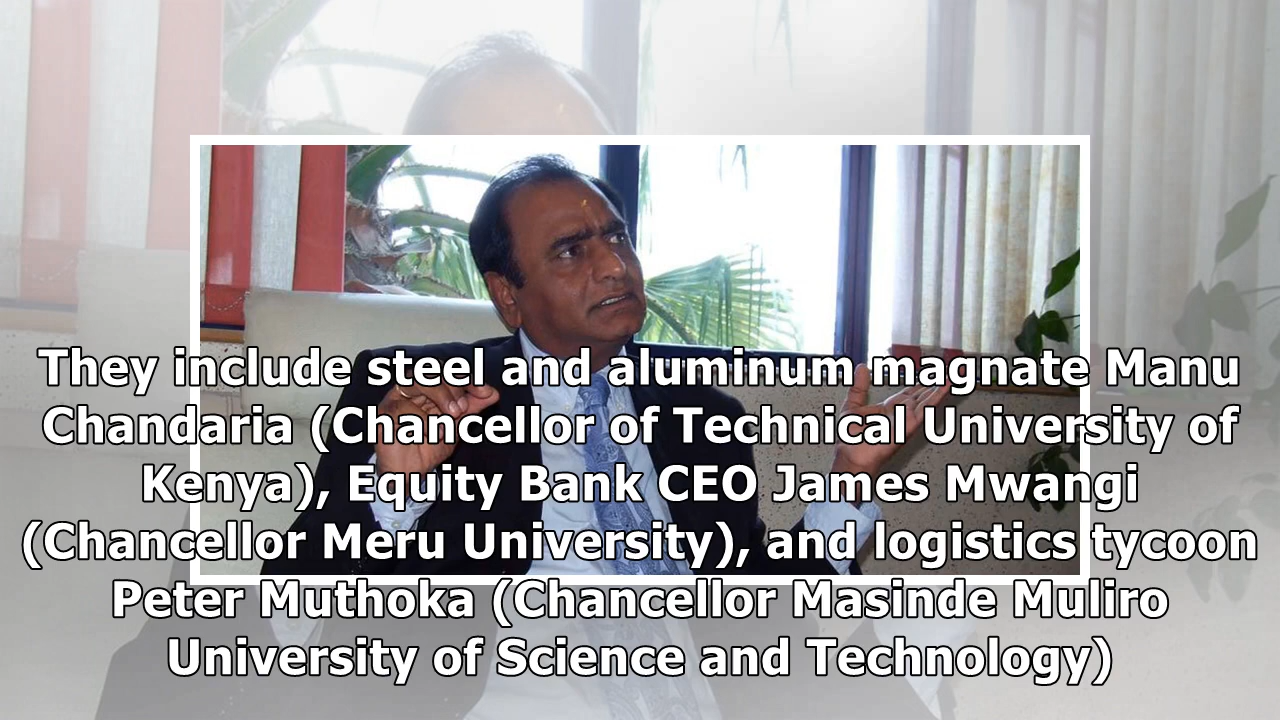 They include steel and aluminum magnate Manu
Chandaria (Chancellor of Technical University of
Kenya), Equity Bank CEO James Mwangi
(Chancellor Meru University), and logistics tycoon
Peter Muthoka (Chancellor Masinde Muliro
University of Science and Technology)